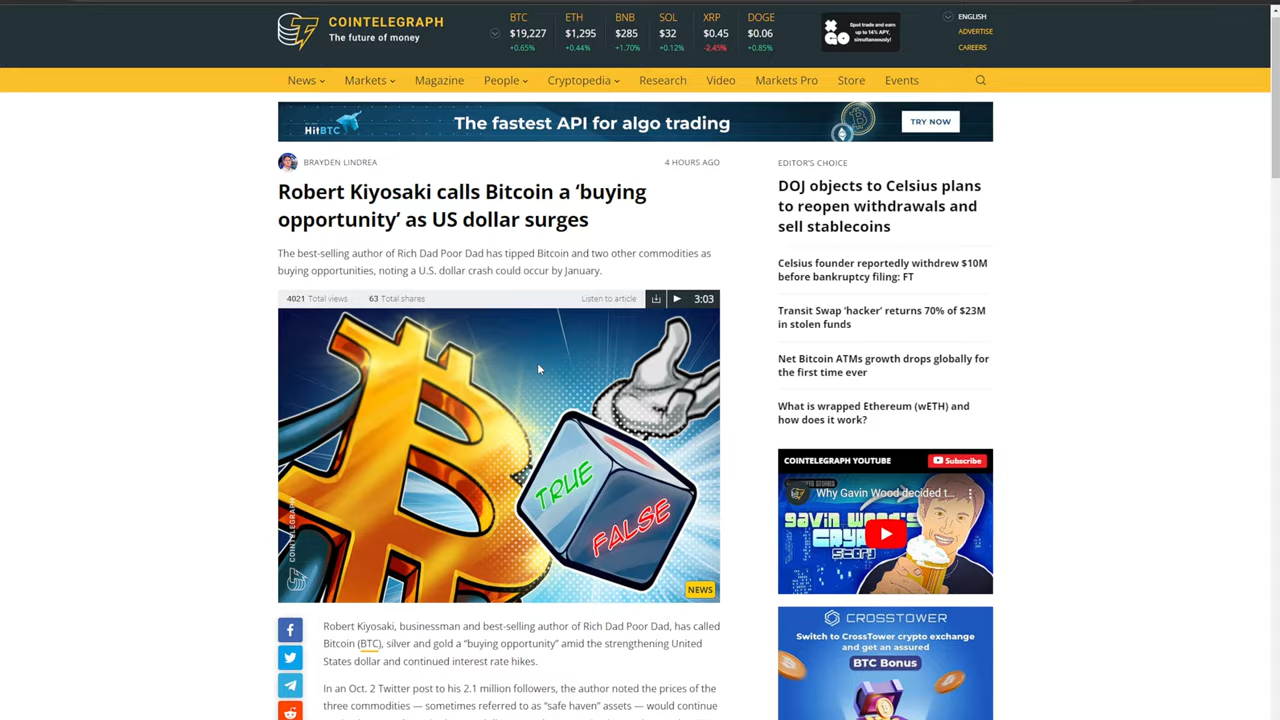 COINTELEGRAPH
The future of money
BTC
$19,227
+0.65%
ETH
$1,295
+0.44%
BNB
$285
+1.70%
SOL
$32
+0.12%
XRP
$0.45
-2.45%
DOGE
$0.06
+0.85%
XGO
Spot trade and earn
up to 14% APY,
simultaneously!
ENGLISH
ADVERTISE
CAREERS
News
Markets
Magazine
People
Cryptopedia
Research
Video
Markets Pro
Store
Events
HitBTC
The fastest API for algo trading
TRY NOW
BRAYDEN LINDREA
4 HOURS AGO
Robert Kiyosaki calls Bitcoin a ‘buying
opportunity’ as US dollar surges
The best-selling author of Rich Dad Poor Dad has tipped Bitcoin and two other commodities as
buying opportunities, noting a U.S. dollar crash could occur by January.
4021 Total views
63 Total shares
Listen to article
3:03
TRUE
FALSE
COINTELEGRAPH
NEWS
Robert Kiyosaki, businessman and best-selling author of Rich Dad Poor Dad, has called
Bitcoin (BTC), silver and gold a “buying opportunity” amid the strengthening United
States dollar and continued interest rate hikes.
In an Oct. 2 Twitter post to his 2.1 million followers, the author noted the prices of the
three commodities — sometimes referred to as “safe haven” assets — would continue
EDITOR’S CHOICE
DOJ objects to Celsius plans
to reopen withdrawals and
sell stablecoins
Celsius founder reportedly withdrew $10M
before bankruptcy filing: FT
Transit Swap ‘hacker’ returns 70% of $23M
in stolen funds
Net Bitcoin ATMs growth drops globally for
the first time ever
What is wrapped Ethereum (wETH) and
how does it work?
COINTELEGRAPH YOUTUBE
Subscribe
Why Gavin Wood decided t...
GAVIN WOOD'S
CRYPTO
STORY
CROSSTOWER
Switch to CrossTower crypto exchange
and get an assured
BTC Bonus